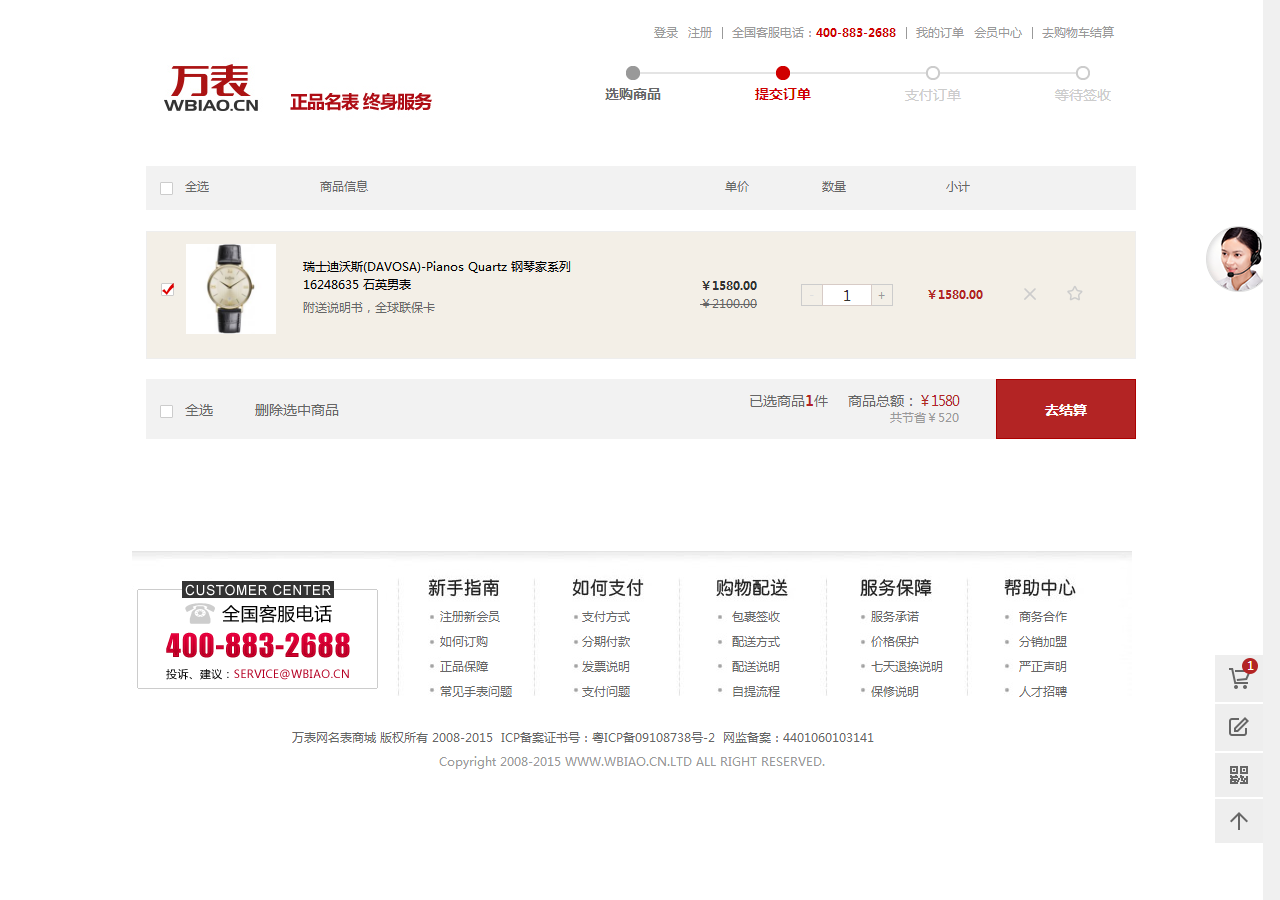 登录 注册 | 全国客服电话：400-883-2688 | 我的订单 会员中心 | 去购物车结算
万表
WBIAO.CN
正品名表 终身服务
选购商品 提交订单 支付订单 等待签收
全选 商品信息 单价 数量 小计
瑞士迪沃斯(DAVOSA)-Pianos Quartz 钢琴家系列
16248635 石英男表
附送说明书，全球联保卡
￥1580.00
￥2100.00
- 1 +
￥1580.00
全选 删除选中商品
已选商品1件 商品总额：￥1580
共节省￥520
去结算
CUSTOMER CENTER
全国客服电话
400-883-2688
投诉、建议：SERVICE@WBIAO.CN
新手指南
注册新会员
如何订购
正品保障
常见手表问题
如何支付
支付方式
分期付款
发票说明
支付问题
购物配送
包裹签收
配送方式
配送说明
自提流程
服务保障
服务承诺
价格保护
七天退换说明
保修说明
帮助中心
商务合作
分销加盟
严正声明
人才招聘
1
万表网名表商城 版权所有 2008-2015 ICP备案证书号：粤ICP备09108738号-2 网监备案：4401060103141
Copyright 2008-2015 WWW.WBIAO.CN.LTD ALL RIGHT RESERVED.